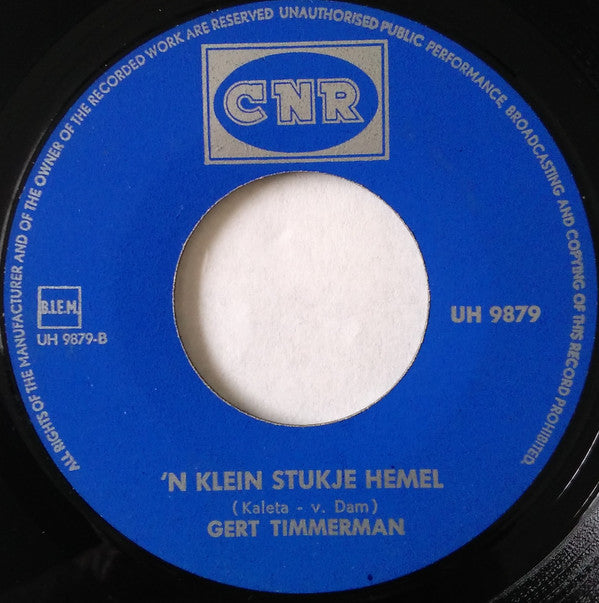 ALL RIGHTS OF THE MANUFACTURER AND OF THE OWNER OF THE RECORDED WORK ARE RESERVED UNAUTHORISED PUBLIC PERFORMANCE BROADCASTING AND COPYING OF THIS RECORD PROHIBITED.
CNR
B.I.E.M.
UH 9879-B
UH 9879
'N KLEIN STUKJE HEMEL
(Kaleta - v. Dam)
GERT TIMMERMAN